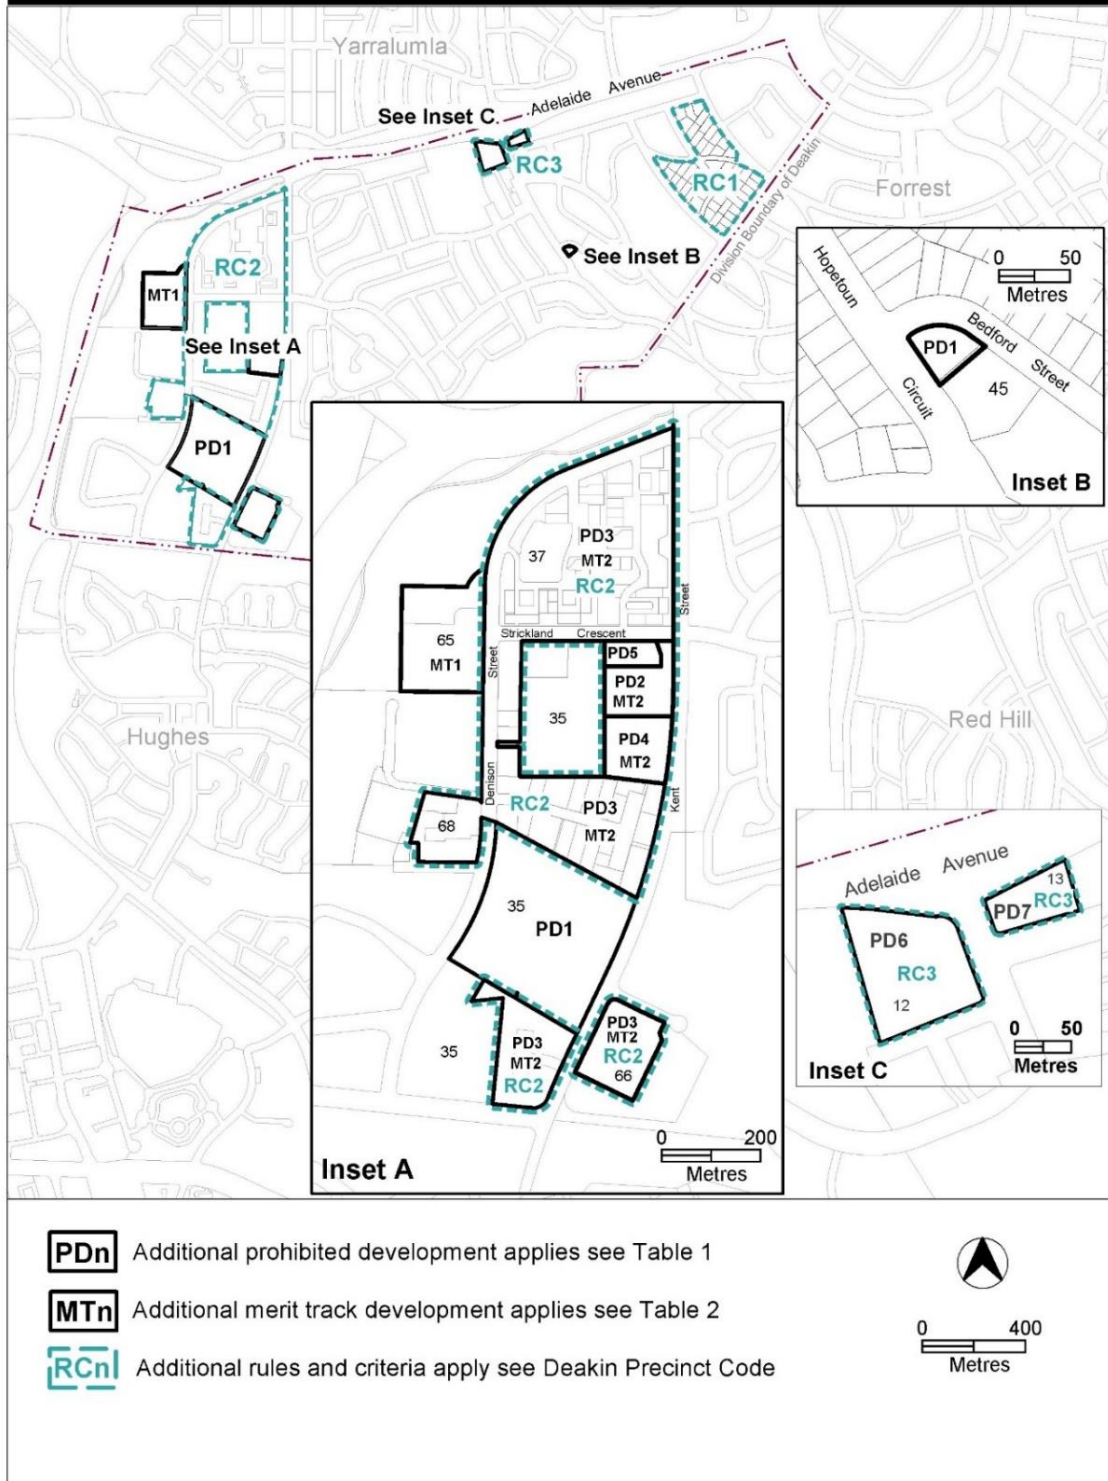 Yarralumla
See Inset C
Adelaide Avenue
RC3
RC1
Division Boundary of Deakin
Forrest
See Inset B
RC2
MT1
See Inset A
PD1
Hughes
Red Hill
0 50
Metres
Hopetoun
Circuit
Bedford
Street
PD1
45
Inset B
PD3
37
MT2
RC2
Street
Strickland Crescent
65
MT1
Street
PD5
PD2
MT2
35
PD4
MT2
Denison
RC2
PD3
MT2
Kent
68
35
PD1
35
PD3
MT2
RC2
PD3
MT2
RC2
66
0 200
Metres
Inset A
Adelaide Avenue
13
RC3
PD7
PD6
RC3
12
0 50
Metres
Inset C
PDn Additional prohibited development applies see Table 1
MTn Additional merit track development applies see Table 2
RCn Additional rules and criteria apply see Deakin Precinct Code
0 400
Metres